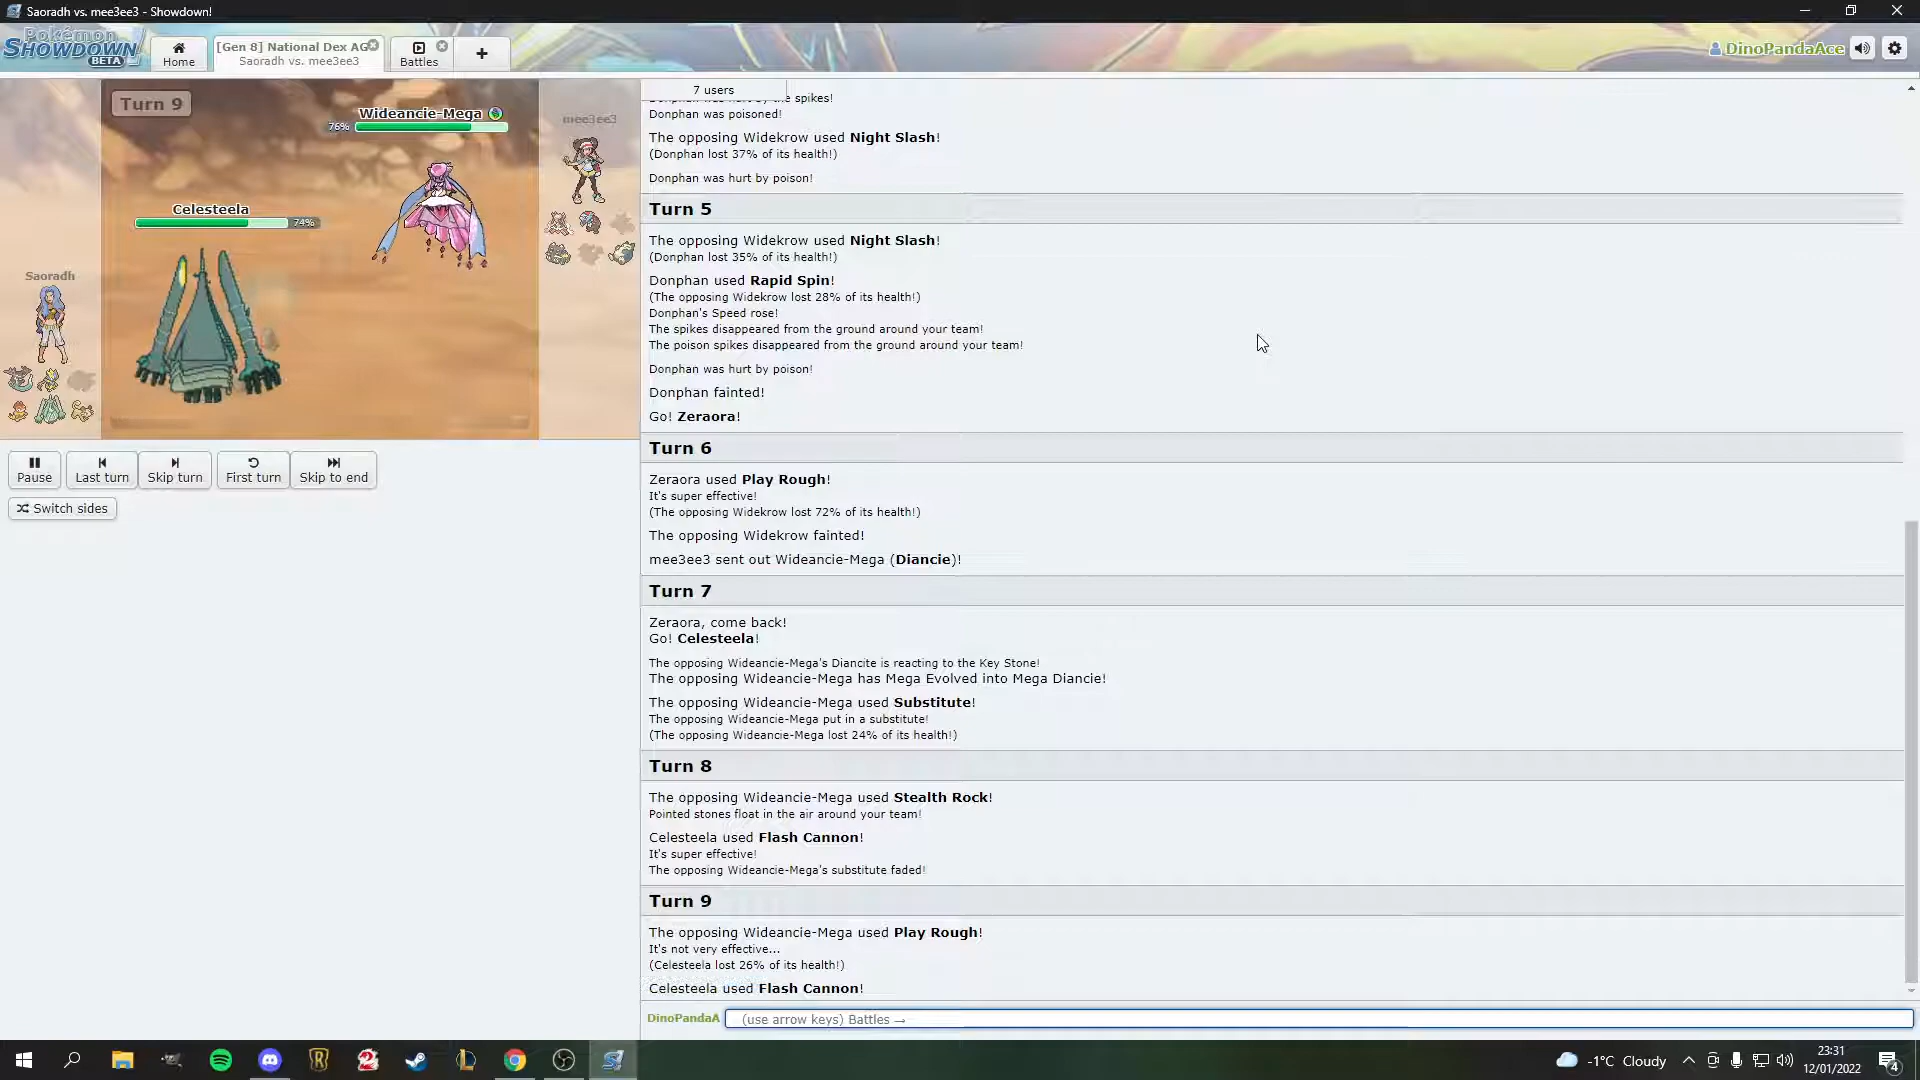 Saoradh vs. mee3ee3 - Showdown!
Pokémon
SHOWDOWN!
BETA
Home
[Gen 8] National Dex AG
Saoradh vs. mee3ee3
Battles
DinoPandaAce
Turn 9
Wideancie-Mega
76%
Celesteela
74%
Saoradh
mee3ee3
Pause
Last turn
Skip turn
First turn
Skip to end
Switch sides
7 users
Donphan was hurt by the spikes!
Donphan was poisoned!
The opposing Widekrow used Night Slash!
(Donphan lost 37% of its health!)
Donphan was hurt by poison!
Turn 5
The opposing Widekrow used Night Slash!
(Donphan lost 35% of its health!)
Donphan used Rapid Spin!
(The opposing Widekrow lost 28% of its health!)
Donphan's Speed rose!
The spikes disappeared from the ground around your team!
The poison spikes disappeared from the ground around your team!
Donphan was hurt by poison!
Donphan fainted!
Go! Zeraora!
Turn 6
Zeraora used Play Rough!
It's super effective!
(The opposing Widekrow lost 72% of its health!)
The opposing Widekrow fainted!
mee3ee3 sent out Wideancie-Mega (Diancie)!
Turn 7
Zeraora, come back!
Go! Celesteela!
The opposing Wideancie-Mega's Diancite is reacting to the Key Stone!
The opposing Wideancie-Mega has Mega Evolved into Mega Diancie!
The opposing Wideancie-Mega used Substitute!
The opposing Wideancie-Mega put in a substitute!
(The opposing Wideancie-Mega lost 24% of its health!)
Turn 8
The opposing Wideancie-Mega used Stealth Rock!
Pointed stones float in the air around your team!
Celesteela used Flash Cannon!
It's super effective!
The opposing Wideancie-Mega's substitute faded!
Turn 9
The opposing Wideancie-Mega used Play Rough!
It's not very effective...
(Celesteela lost 26% of its health!)
Celesteela used Flash Cannon!
DinoPandaA
(use arrow keys) Battles →
-1°C Cloudy
23:31
12/01/2022
4